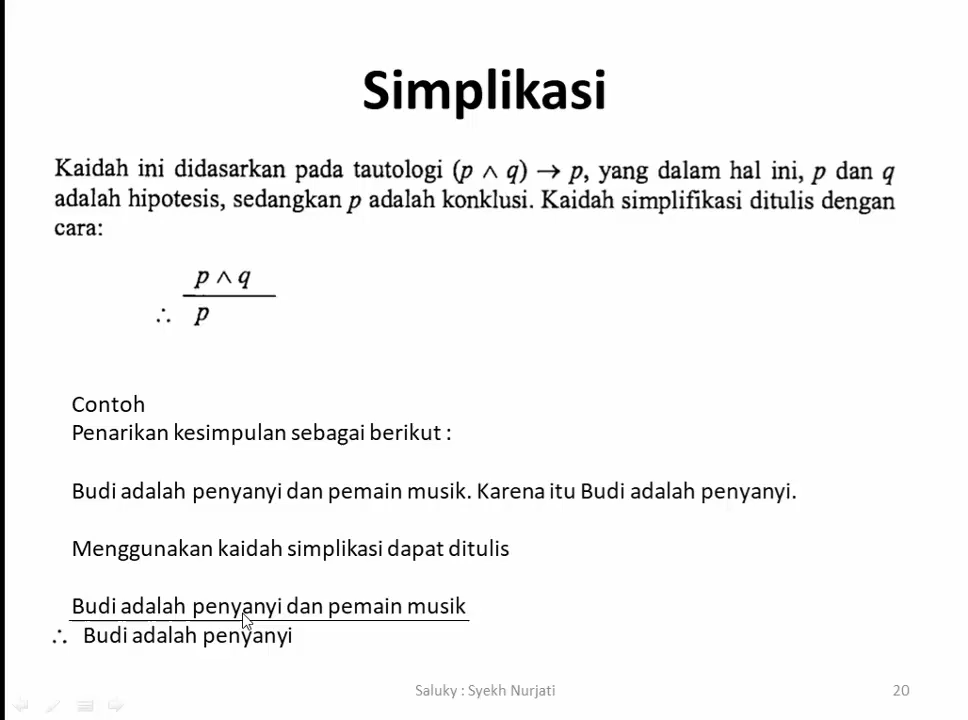 Simplikasi
Kaidah ini didasarkan pada tautologi (p ∧ q) → p, yang dalam hal ini, p dan q
adalah hipotesis, sedangkan p adalah konklusi. Kaidah simplifikasi ditulis dengan
cara:
p ∧ q
∴ p
Contoh
Penarikan kesimpulan sebagai berikut :
Budi adalah penyanyi dan pemain musik. Karena itu Budi adalah penyanyi.
Menggunakan kaidah simplikasi dapat ditulis
Budi adalah penyanyi dan pemain musik
∴ Budi adalah penyanyi
Saluky : Syekh Nurjati
20